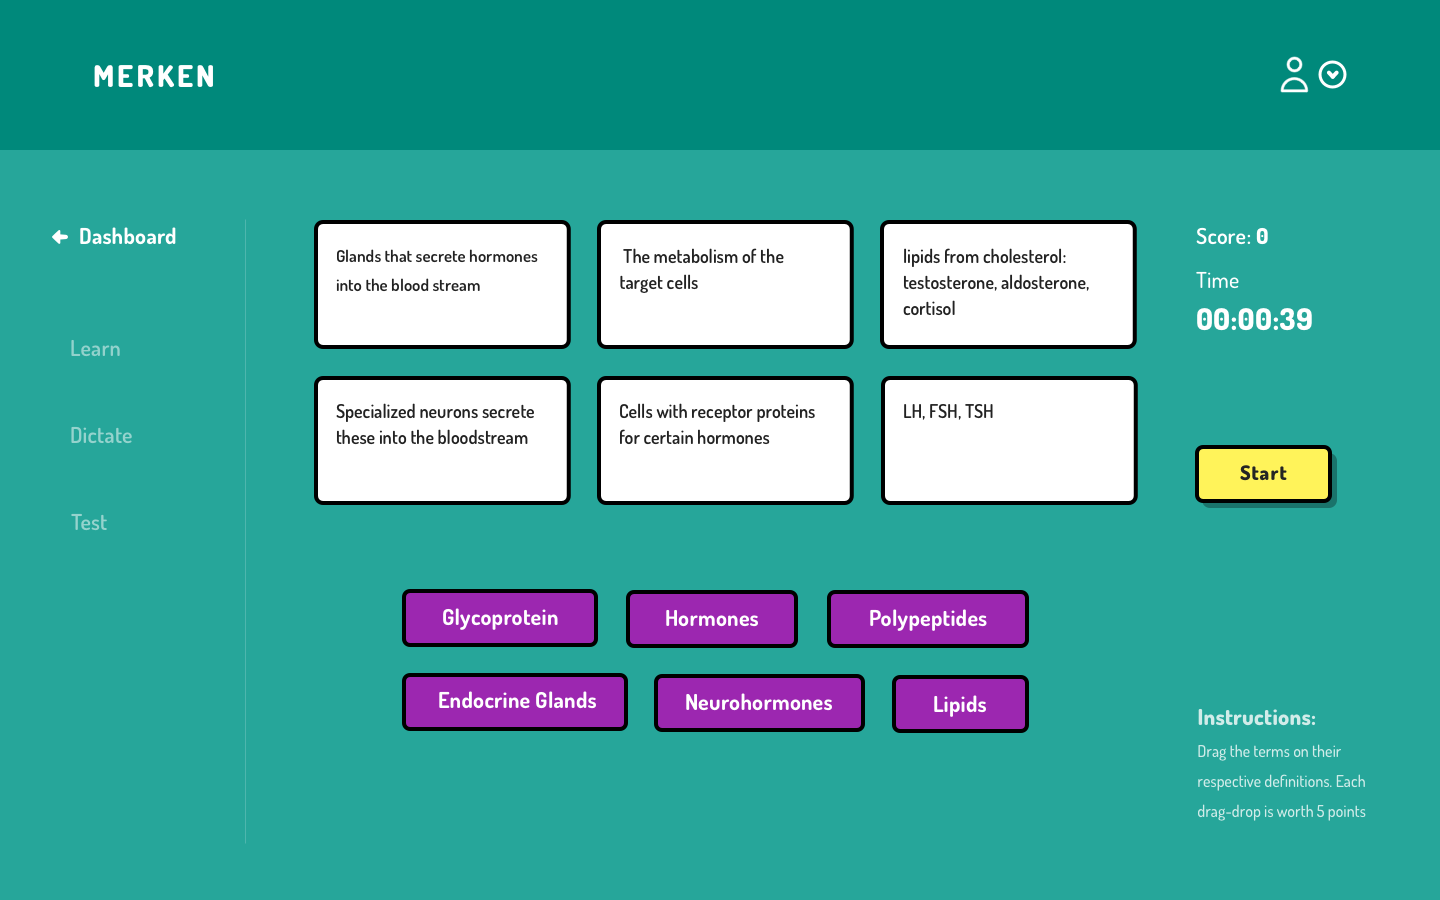 MERKEN
Dashboard
Learn
Dictate
Test
Glands that secrete hormones
into the blood stream
The metabolism of the
target cells
lipids from cholesterol:
testosterone, aldosterone,
cortisol
Specialized neurons secrete
these into the bloodstream
Cells with receptor proteins
for certain hormones
LH, FSH, TSH
Glycoprotein
Hormones
Polypeptides
Endocrine Glands
Neurohormones
Lipids
Score: 0
Time
00:00:39
Start
Instructions:
Drag the terms on their
respective definitions. Each
drag-drop is worth 5 points